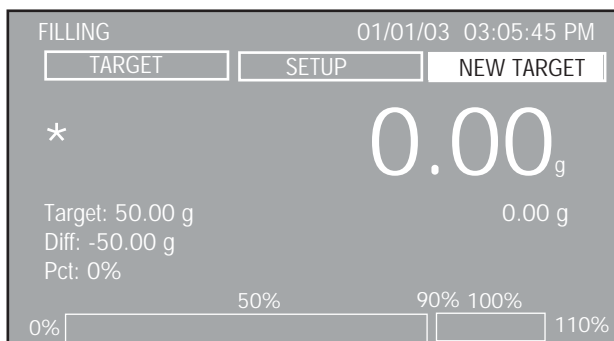 FILLING 01/01/03 03:05:45 PM
TARGET SETUP NEW TARGET
* 0.00 g
Target: 50.00 g 0.00 g
Diff: -50.00 g
Pct: 0%
50% 90% 100%
0% 110%